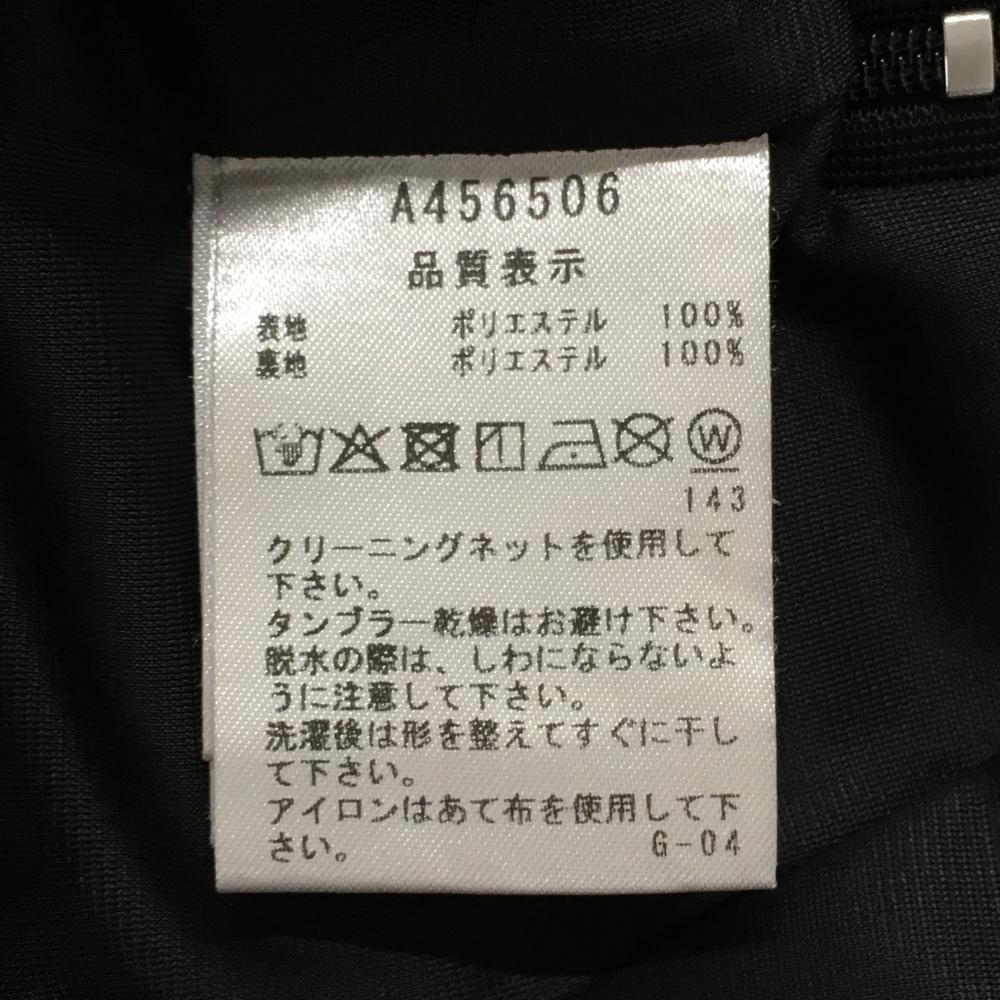 A456506
品質表示
表地 ポリエステル 100%
裏地 ポリエステル 100%
W
143
クリーニングネットを使用して
下さい。
タンブラー乾燥はお避け下さい。
脱水の際は、しわにならないよ
うに注意して下さい。
洗濯後は形を整えてすぐに干し
て下さい。
アイロンはあて布を使用して下
さい。 G-04